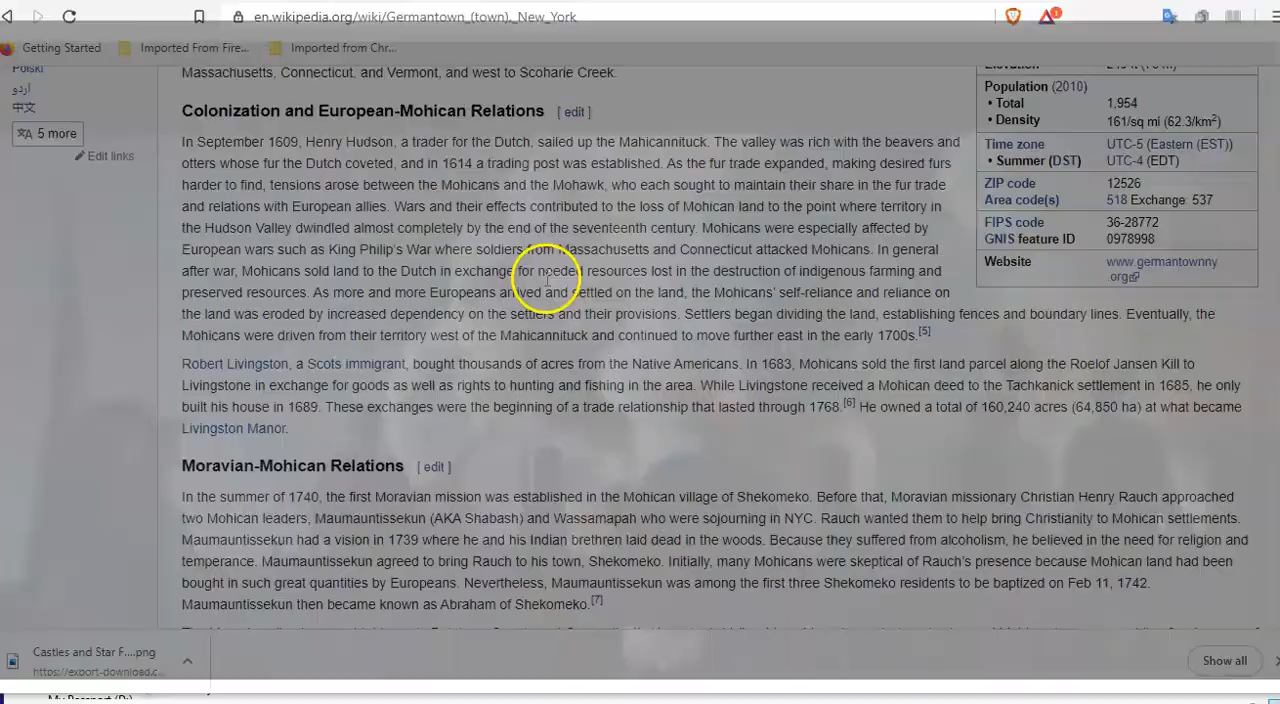 en.wikipedia.org/wiki/Germantown_(town),_New_York
1
Getting Started
Imported From Fire...
Imported from Chr...
Polski
اردو
中文
5 more
Edit links
Massachusetts, Connecticut, and Vermont, and west to Scoharie Creek.
Colonization and European-Mohican Relations [ edit ]
In September 1609, Henry Hudson, a trader for the Dutch, sailed up the Mahicannituck. The valley was rich with the beavers and
otters whose fur the Dutch coveted, and in 1614 a trading post was established. As the fur trade expanded, making desired furs
harder to find, tensions arose between the Mohicans and the Mohawk, who each sought to maintain their share in the fur trade
and relations with European allies. War and their effects contributed to the loss of Mohican land to the point where territory in
the Hudson Valley dwindled almost completely by the end of the seventeenth century. Mohicans were especially affected by
European wars such as King Philip's War where soldiers from Massachusetts and Connecticut attacked Mohicans. In general
after war, Mohicans sold land to the Dutch in exchange for needed resources lost in the destruction of indigenous farming and
preserved resources. As more and more Europeans arrived and settled on the land, the Mohicans' self-reliance and reliance on
the land was eroded by increased dependency on the settlers and their provisions. Settlers began dividing the land, establishing fences and boundary lines. Eventually, the
Mohicans were driven from their territory west of the Mahicannituck and continued to move further east in the early 1700s.[5]
Robert Livingston, a Scots immigrant, bought thousands of acres from the Native Americans. In 1683, Mohicans sold the first land parcel along the Roelof Jansen Kill to
Livingstone in exchange for goods as well as rights to hunting and fishing in the area. While Livingstone received a Mohican deed to the Tachkanick settlement in 1685, he only
built his house in 1689. These exchanges were the beginning of a trade relationship that lasted through 1768.[6] He owned a total of 160,240 acres (64,850 ha) at what became
Livingston Manor.
Moravian-Mohican Relations [ edit ]
In the summer of 1740, the first Moravian mission was established in the Mohican village of Shekomeko. Before that, Moravian missionary Christian Henry Rauch approached
two Mohican leaders, Maumauntissekun (AKA Shabash) and Wassamapah who were sojourning in NYC. Rauch wanted them to help bring Christianity to Mohican settlements.
Maumauntissekun had a vision in 1739 where he and his Indian brethren laid dead in the woods. Because they suffered from alcoholism, he believed in the need for religion and
temperance. Maumauntissekun agreed to bring Rauch to his town, Shekomeko. Initially, many Mohicans were skeptical of Rauch's presence because Mohican land had been
bought in such great quantities by Europeans. Nevertheless, Maumauntissekun was among the first three Shekomeko residents to be baptized on Feb 11, 1742.
Maumauntissekun then became known as Abraham of Shekomeko.[7]
Population (2010)
• Total 1,954
• Density 161/sq mi (62.3/km2)
Time zone UTC-5 (Eastern (EST))
• Summer (DST) UTC-4 (EDT)
ZIP code 12526
Area code(s) 518 Exchange: 537
FIPS code 36-28772
GNIS feature ID 0978998
Website www.germantownny
.org
Castles and Star F....png
https://export-download.c...
Show all